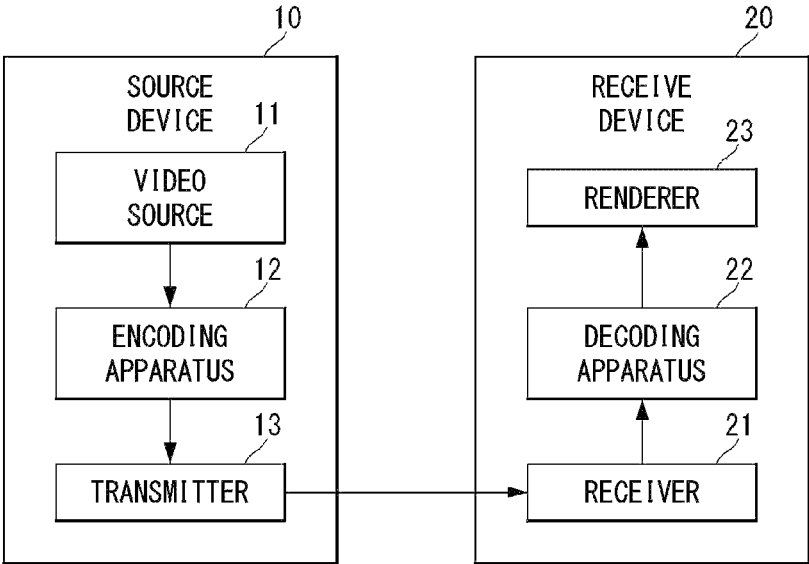 10
SOURCE
DEVICE
11
VIDEO
SOURCE
12
ENCODING
APPARATUS
13
TRANSMITTER
20
RECEIVE
DEVICE
23
RENDERER
22
DECODING
APPARATUS
21
RECEIVER